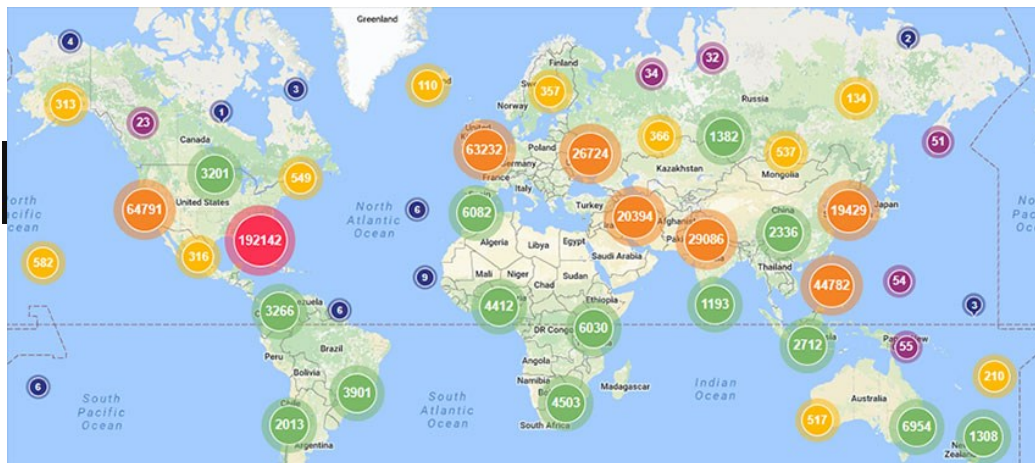 Greenland
4
2
32
34
3
Finland
110
357
Norway
Russia
134
313
1
23
Canada
United
63232
Poland
26724
366
1382
537
51
Germany
France
Kazakhstan
Mongolia
3201
549
Italy
64791
United States
North
Atlantic
Ocean
6
6082
Turkey
20394
29086
China
2336
19429
Japan
192142
Algeria
Libya
Egypt
Saudi Arabia
316
582
9
Mali
Niger
Chad
Sudan
Thailand
44782
54
3266
6
4412
Ethiopia
1193
3
6030
DR Congo
2712
55
Peru
Brazil
Angola
6
Bolivia
3901
Namibia
Madagascar
Indian
Ocean
210
South
Pacific
Ocean
South
Atlantic
Ocean
4503
Australia
2013
South Africa
517
6954
1308
Argentina
Zealand